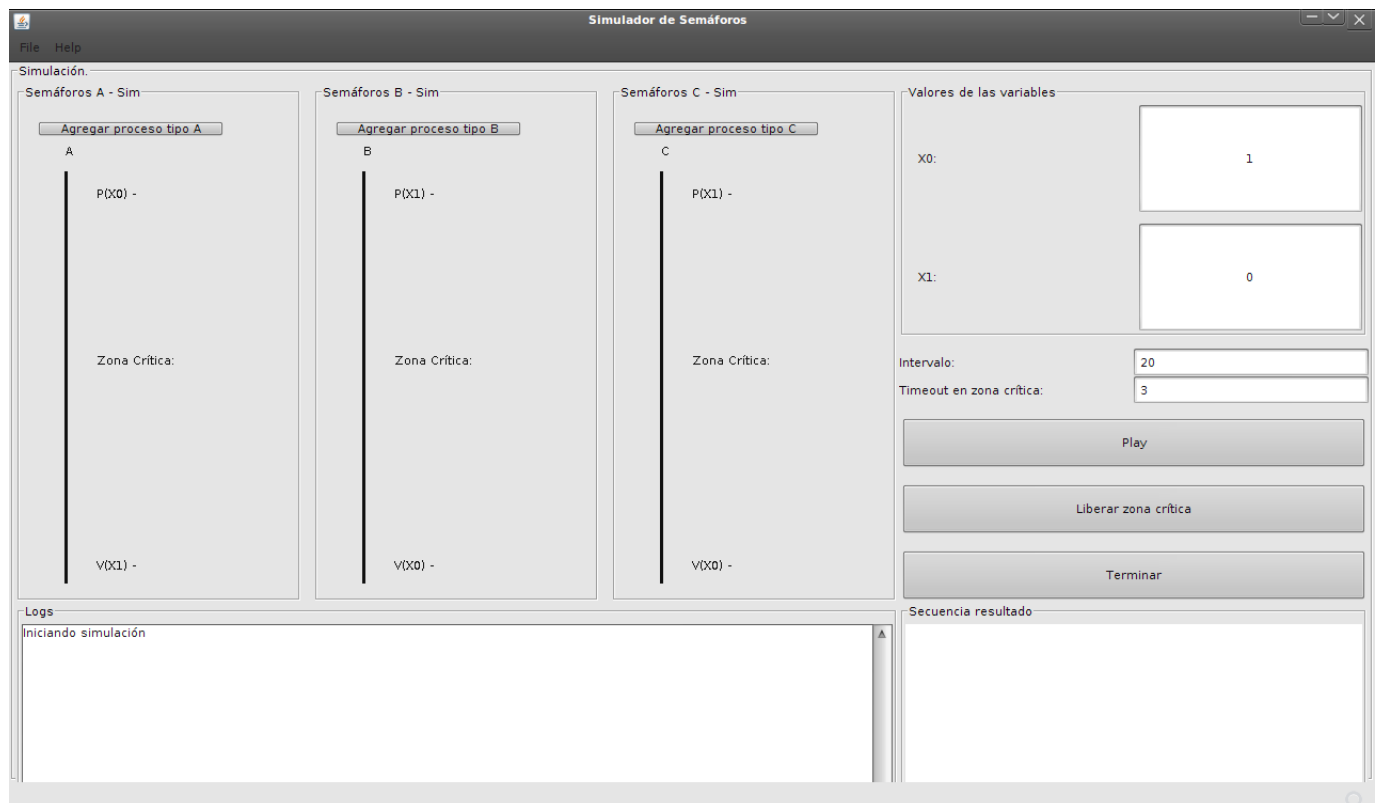 Simulador de Semáforos
File Help
Simulación.
Semáforos A - Sim
Agregar proceso tipo A
A
P(X0) -
Zona Crítica:
V(X1) -
Semáforos B - Sim
Agregar proceso tipo B
B
P(X1) -
Zona Crítica:
V(X0) -
Semáforos C - Sim
Agregar proceso tipo C
C
P(X1) -
Zona Crítica:
V(X0) -
Valores de las variables
X0: 1
X1: 0
Intervalo: 20
Timeout en zona crítica: 3
Play
Liberar zona crítica
Terminar
Logs
Iniciando simulación
Secuencia resultado